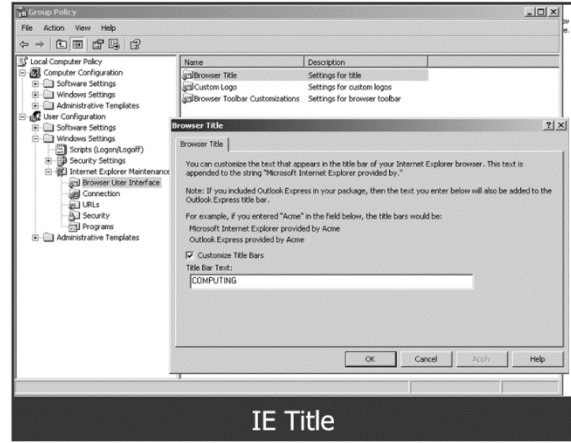 Group Policy
File Action View Help
Local Computer Policy
Computer Configuration
Software Settings
Windows Settings
Administrative Templates
User Configuration
Software Settings
Windows Settings
Scripts (Logon/Logoff)
Security Settings
Internet Explorer Maintenance
Browser User Interface
Connection
URLs
Security
Programs
Administrative Templates
Name Description
Browser Title Settings for title
Custom Logo Settings for custom logos
Browser Toolbar Customizations Settings for browser toolbar
Browser Title
Browser Title
You can customize the text that appears in the title bar of your Internet Explorer browser. This text is
appended to the string "Microsoft Internet Explorer provided by."
Note: If you included Outlook Express in your package, then the text you enter below will also be added to the
Outlook Express title bar.
For example, if you entered "Acme" in the field below, the title bars would be:
Microsoft Internet Explorer provided by Acme
Outlook Express provided by Acme
Customize Title Bars
Title Bar Text:
COMPUTING
OK Cancel Apply Help
IE Title